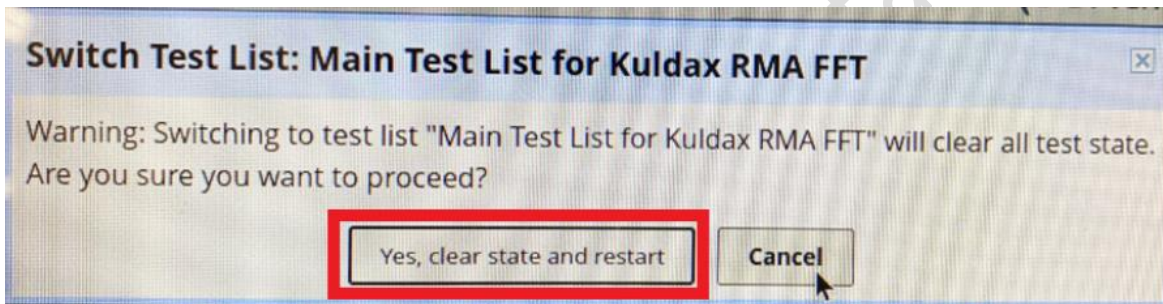 Switch Test List: Main Test List for Kuldax RMA FFT
Warning: Switching to test list "Main Test List for Kuldax RMA FFT" will clear all test state.
Are you sure you want to proceed?
Yes, clear state and restart
Cancel